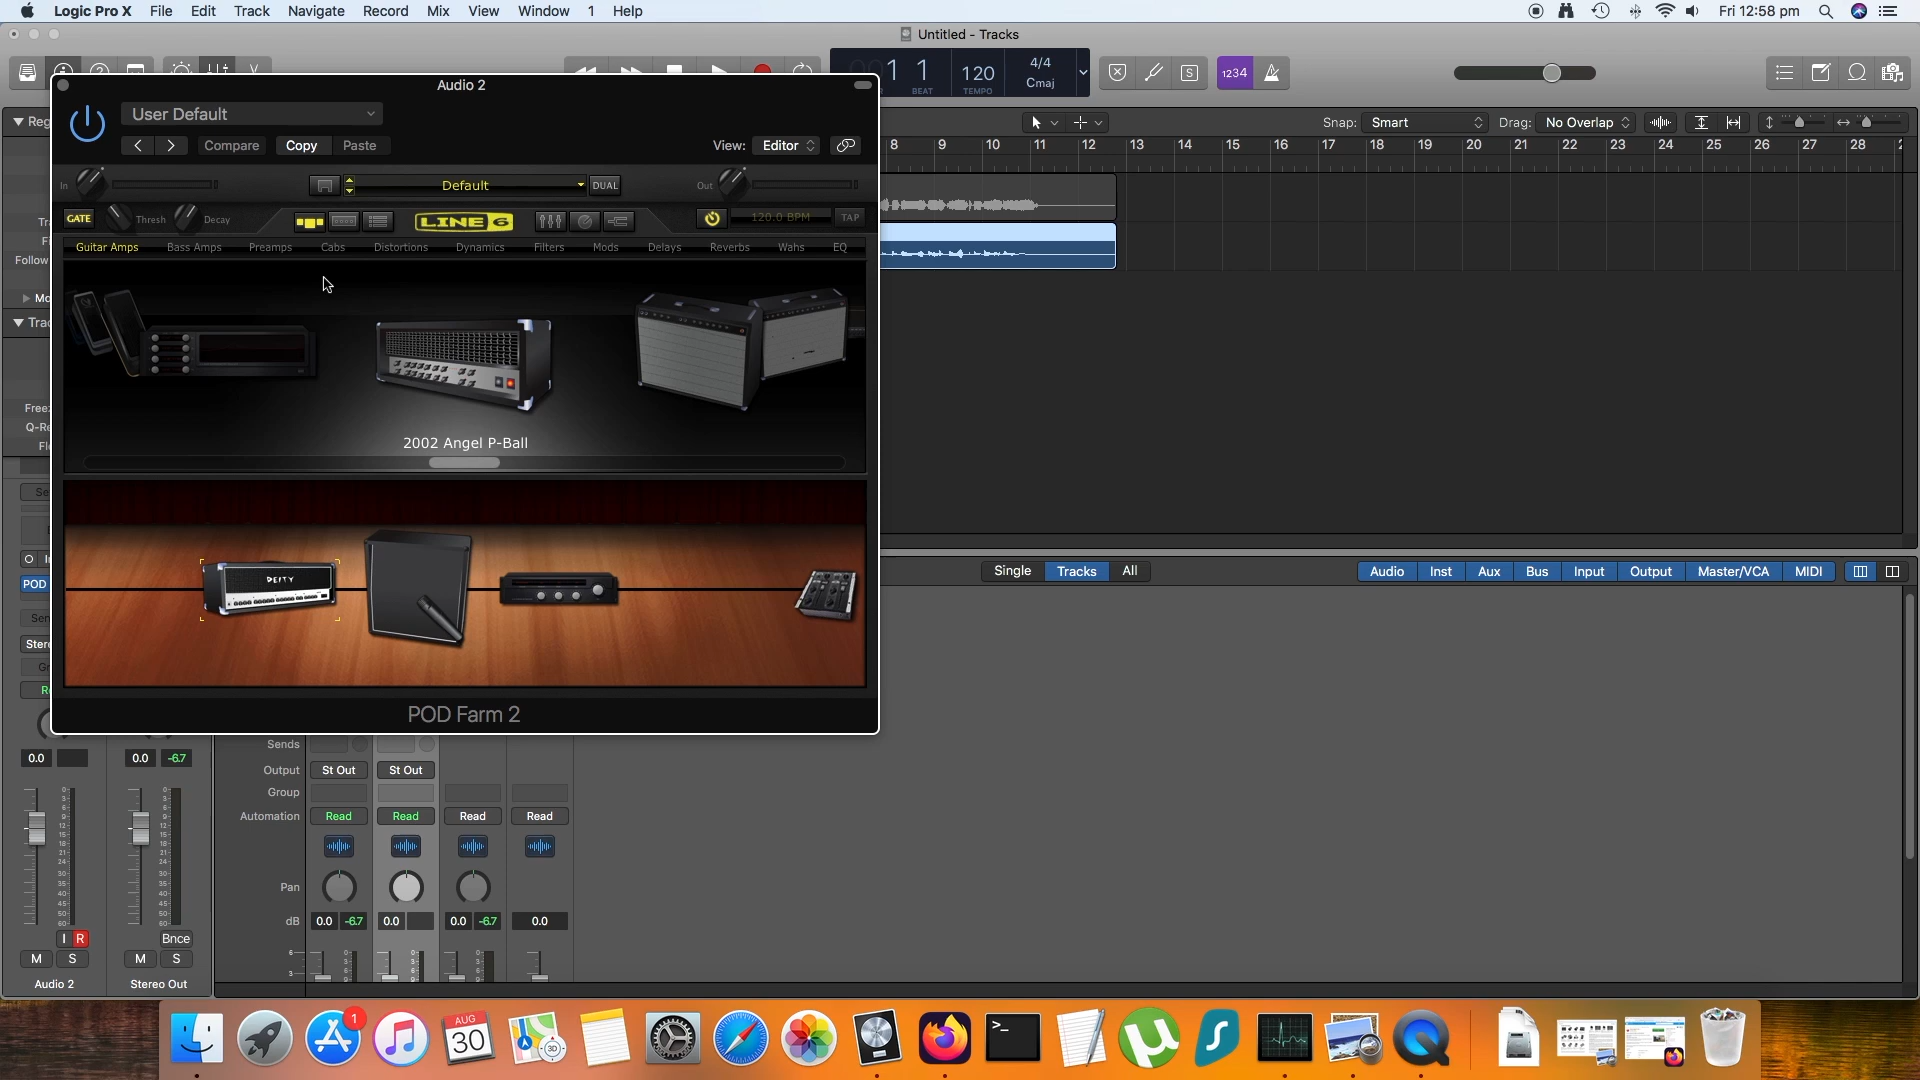 Logic Pro X File Edit Track Navigate Record Mix View Window 1 Help
Fri 12:58 pm
Untitled - Tracks
1 1
BEAT
120
TEMPO
4/4
Cmaj
S
1234
Audio 2
User Default
Compare Copy Paste
View: Editor
Snap: Smart
Drag: No Overlap
8 9 10 11 12 13 14 15 16 17 18 19 20 21 22 23 24 25 26 27 28
In
Default
DUAL
Out
GATE
Thresh
Decay
LINE 6
120.0 BPM
TAP
Guitar Amps Bass Amps Preamps Cabs Distortions Dynamics Filters Mods Delays Reverbs Wahs EQ
Follow
2002 Angel P-Ball
DEITY
POD Farm 2
POD
Single Tracks All
Audio Inst Aux Bus Input Output Master/VCA MIDI
Sends
Output St Out St Out
Group
Automation Read Read Read Read
Pan
dB 0.0 -6.7 0.0 0.0 -6.7 0.0
0.0
0.0 -6.7
I R
Bnce
M S
M S
Audio 2
Stereo Out
1
AUG
30
3D